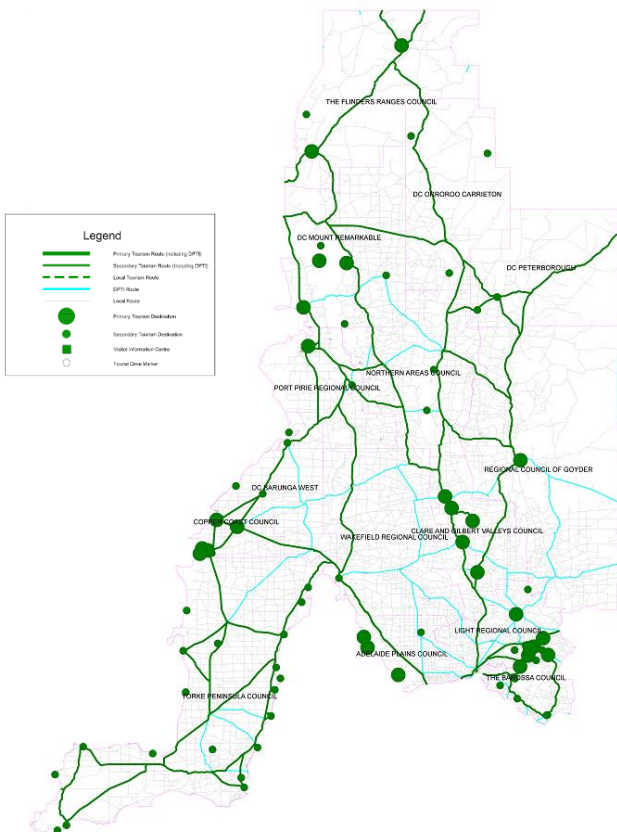 THE FLINDERS RANGES COUNCIL
DC ORROROO CARRIETON
DC MOUNT REMARKABLE
DC PETERBOROUGH
Legend
Primary Tourism Route (Including DPTI)
Secondary Tourism Route (Including DPTI)
Local Tourism Route
DPTI Route
Local Route
Primary Tourism Destination
Secondary Tourism Destination
Visitor Information Centre
Tourist Drive Marker
NORTHERN AREAS COUNCIL
PORT PIRIE REGIONAL COUNCIL
REGIONAL COUNCIL OF GOYDER
DC BARUNGA WEST
COPPER COAST COUNCIL
CLARE AND GILBERT VALLEYS COUNCIL
WAKEFIELD REGIONAL COUNCIL
LIGHT REGIONAL COUNCIL
ADELAIDE PLAINS COUNCIL
THE BAROSSA COUNCIL
YORKE PENINSULA COUNCIL